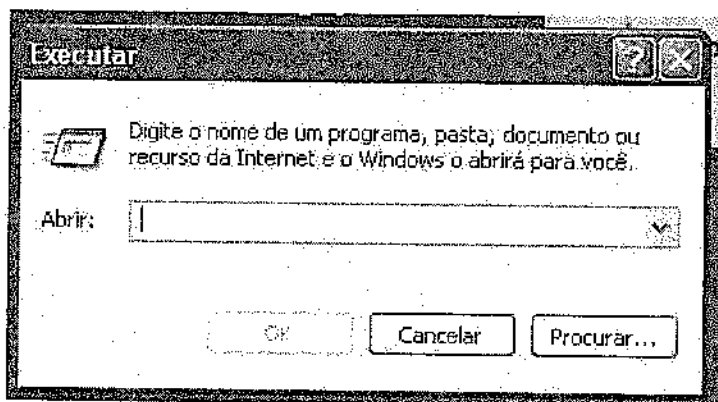 Executar
Digite o nome de um programa, pasta, documento ou
recurso da Internet e o Windows o abrirá para você.
Abrir:
OK
Cancelar
Procurar...